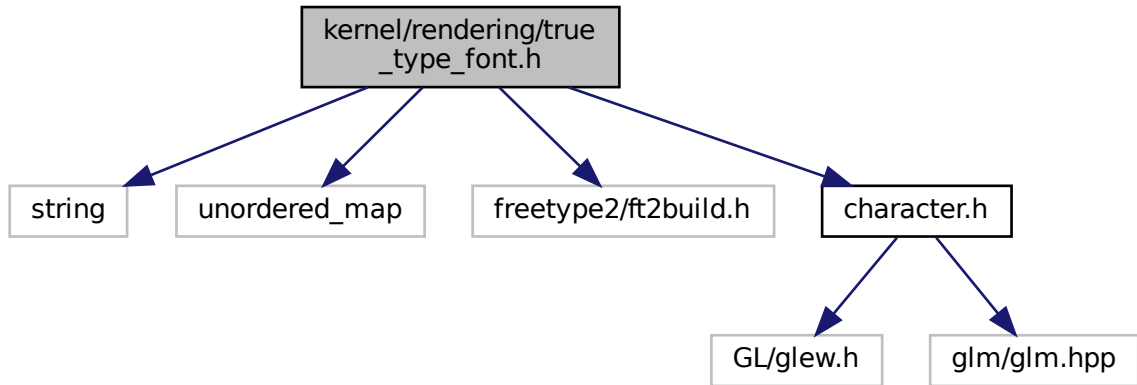 kernel/rendering/true
_type_font.h
string
unordered_map
freetype2/ft2build.h
character.h
GL/glew.h
glm/glm.hpp